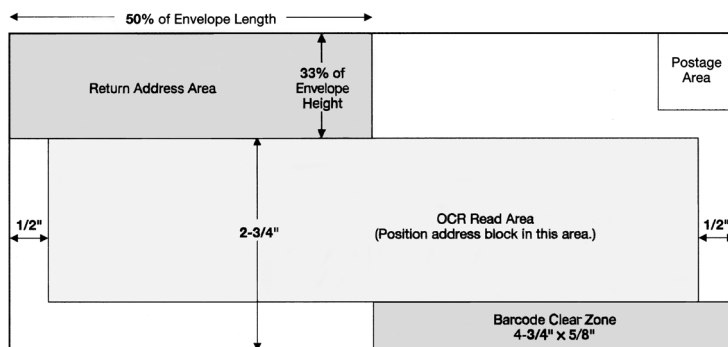 50% of Envelope Length
Return Address Area
33% of
Envelope
Height
Postage
Area
1/2"
2-3/4"
OCR Read Area
(Position address block in this area.)
1/2"
Barcode Clear Zone
4-3/4" x 5/8"